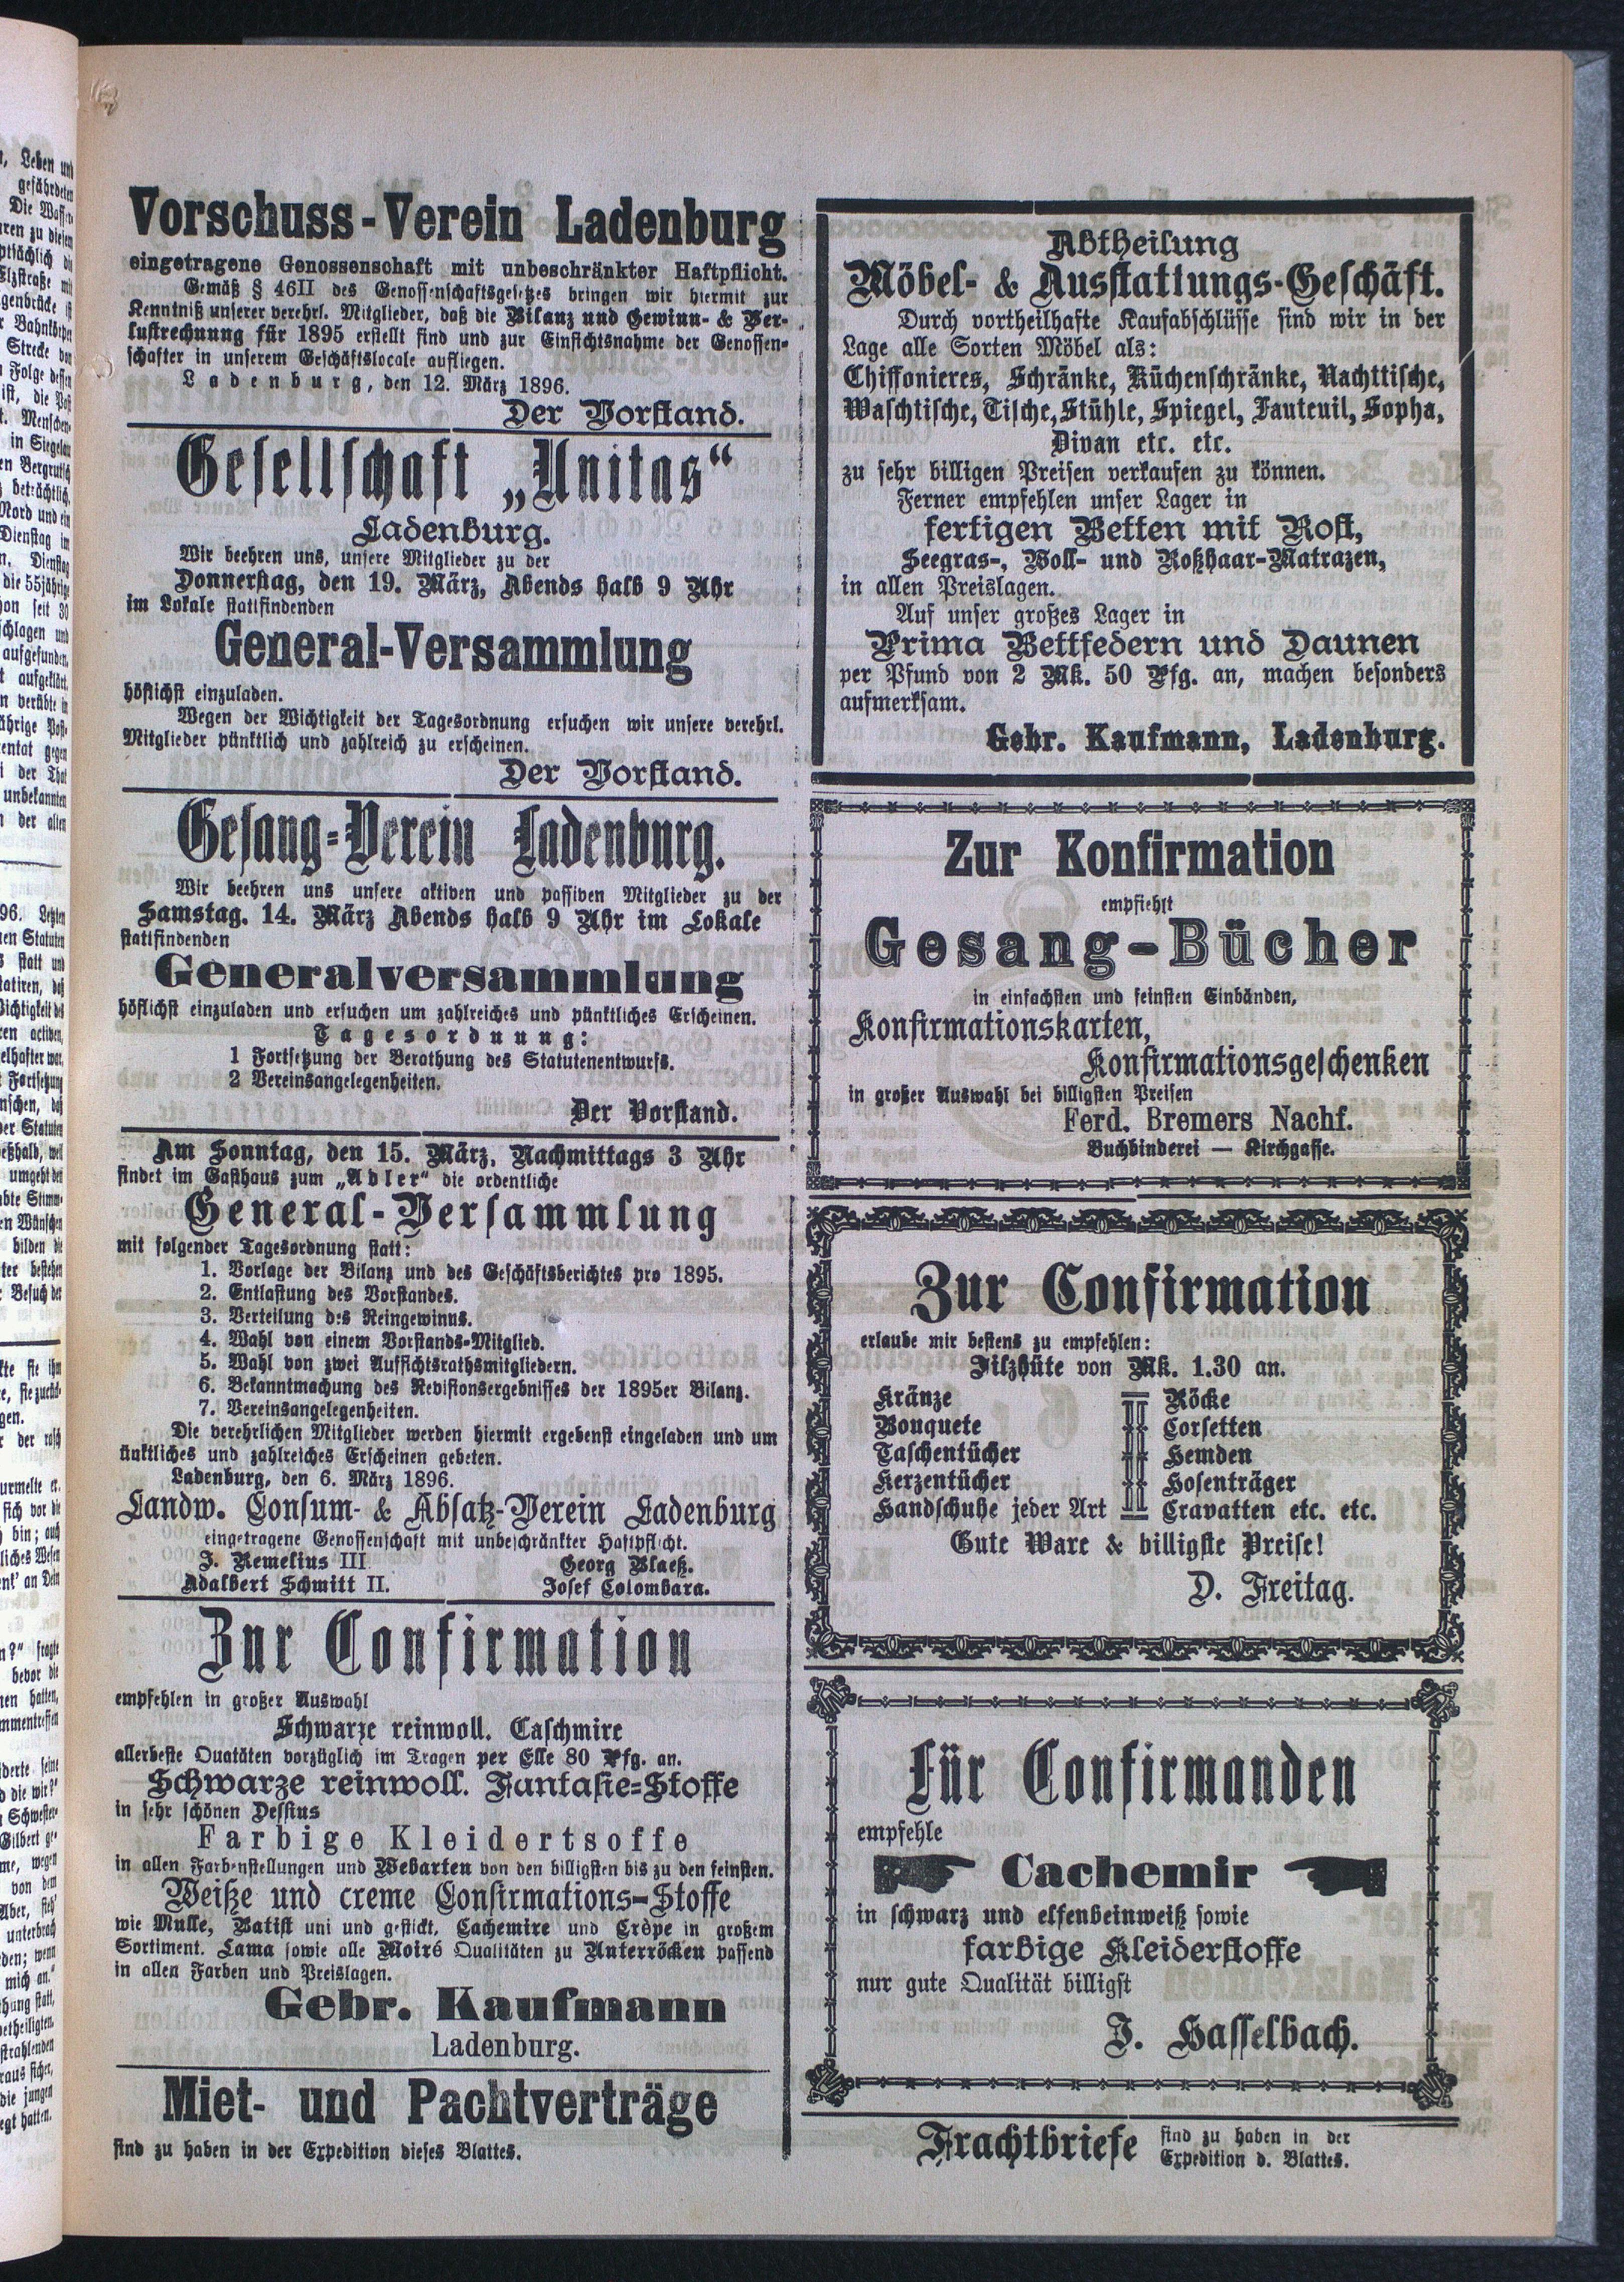 Vorschuss-Verein Ladenburg
eingetragene Genossenschaft mit unbeschränkter Haftpflicht.
Gemäß § 46II des Genossenschaftsgesetzes bringen wir hiermit zur
Kenntniß unserer verehrl. Mitglieder, daß die Bilanz und Gewinn- & Ver-
lustrechnung für 1895 erstellt sind und zur Einsichtsnahme der Genossen-
schafter in unserem Geschäftslocale aufliegen.
Ladenburg, den 12. März 1896.
Der Vorstand.
Gesellschaft „Unitas“
Ladenburg.
Wir beehren uns, unsere Mitglieder zu der
Donnerstag, den 19. März, Abends halb 9 Uhr
im Lokale stattfindenden
General-Versammlung
höflichst einzuladen.
Wegen der Wichtigkeit der Tagesordnung ersuchen wir unsere verehrl.
Mitglieder pünktlich und zahlreich zu erscheinen.
Der Vorstand.
Gesang-Verein Ladenburg.
Wir beehren uns unsere aktiven und passiven Mitglieder zu der
Samstag. 14. März Abends halb 9 Uhr im Lokale
stattfindenden
Generalversammlung
höflichst einzuladen und ersuchen um zahlreiches und pünktliches Erscheinen.
Tagesordnung:
1 Fortsetzung der Berathung des Statutenentwurfs.
2 Vereinsangelegenheiten.
Der Vorstand.
Am Sonntag, den 15. März, Nachmittags 3 Uhr
findet im Gasthaus zum „Adler“ die ordentliche
General-Versammlung
mit folgender Tagesordnung statt:
1. Vorlage der Bilanz und des Geschäftsberichtes pro 1895.
2. Entlastung des Vorstandes.
3. Verteilung des Reingewinns.
4. Wahl von einem Vorstands-Mitglied.
5. Wahl von zwei Aufsichtsrathsmitgliedern.
6. Bekanntmachung des Revisionsergebnisses der 1895er Bilanz.
7. Vereinsangelegenheiten.
Die verehrlichen Mitglieder werden hiermit ergebenst eingeladen und um
ünktliches und zahlreiches Erscheinen gebeten.
Ladenburg, den 6. März 1896.
Landw. Consum- & Absatz-Verein Ladenburg
eingetragene Genossenschaft mit unbeschränkter Haftpflicht.
J. Remelius III. Georg Blaeß.
Adalbert Schmitt II. Josef Colombara.
Zur Confirmation
empfehlen in großer Auswahl
Schwarze reinwoll. Caschmire
allerbeste Quatäten vorzüglich im Tragen per Elle 80 Pfg. an.
Schwarze reinwoll. Fantasie-Stoffe
in sehr schönen Dessius
Farbige Kleidertsoffe
in allen Farbenstellungen und Webarten von den billigsten bis zu den feinsten.
Weiße und creme Confirmations-Stoffe
wie Mulle, Batist uni und gestickt, Cachemire und Crêpe in großem
Sortiment. Lama sowie alle Moiré Qualitäten zu Unterröcken passend
in allen Farben und Preislagen.
Gebr. Kaufmann
Ladenburg.
Miet- und Pachtverträge
sind zu haben in der Expedition dieses Blattes.
Abtheilung
Möbel- & Ausstattungs-Geschäft.
Durch vortheilhafte Kaufabschlüsse sind wir in der
Lage alle Sorten Möbel als:
Chiffonieres, Schränke, Küchenschränke, Nachttische,
Waschtische, Tische, Stühle, Spiegel, Fauteuil, Sopha,
Divan etc. etc.
zu sehr billigen Preisen verkaufen zu können.
Ferner empfehlen unser Lager in
fertigen Betten mit Rost,
Seegras-, Woll- und Roßhaar-Matrazen,
in allen Preislagen.
Auf unser großes Lager in
Prima Bettfedern und Daunen
per Pfund von 2 Mk. 50 Pfg. an, machen besonders
aufmerksam.
Gebr. Kaufmann, Ladenburg.
Zur Konfirmation
empfiehlt
Gesang-Bücher
in einfachsten und feinsten Einbänden,
Konfirmationskarten,
Konfirmationsgeschenken
in großer Auswahl bei billigsten Preisen
Ferd. Bremers Nachf.
Buchbinderei — Kirchgasse.
Zur Confirmation
erlaube mir bestens zu empfehlen:
Filzhüte von Mk. 1.30 an.
Kränze Röcke
Bouquete Corsetten
Taschentücher Hemden
Kerzentücher Hosenträger
Handschuhe jeder Art Cravatten etc. etc.
Gute Ware & billigste Preise!
D. Freitag.
Für Confirmanden
empfehle
Cachemir
in schwarz und elfenbeinweiß sowie
farbige Kleiderstoffe
nur gute Qualität billigst
J. Hasselbach.
Frachtbriefe sind zu haben in der
Expedition d. Blattes.